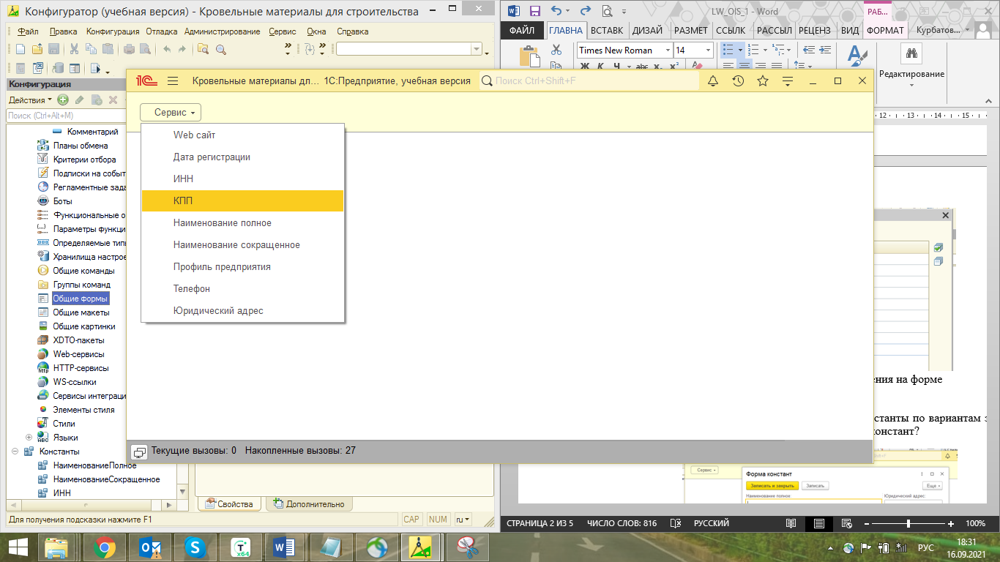 Конфигуратор (учебная версия) - Кровельные материалы для строительства
Файл Правка Конфигурация Отладка Администрирование Сервис Окна Справка
Конфигурация
Действия
Поиск (Ctrl+Alt+M)
Комментарий
Планы обмена
Критерии отбора
Подписки на событ
Регламентные зада
Боты
Функциональные о
Параметры функци
Определяемые типы
Хранилища настрое
Общие команды
Группы команд
Общие формы
Общие макеты
Общие картинки
XDTO-пакеты
Web-сервисы
HTTP-сервисы
WS-ссылки
Сервисы интеграци
Элементы стиля
Стили
Языки
Константы
НаименованиеПолное
НаименованиеСокращенное
ИНН
Свойства Дополнительно
Для получения подсказки нажмите F1
CAP NUM ru
Кровельные материалы дл... 1С:Предприятие, учебная версия
Поиск Ctrl+Shift+F
Сервис
Web сайт
Дата регистрации
ИНН
КПП
Наименование полное
Наименование сокращенное
Профиль предприятия
Телефон
Юридический адрес
Текущие вызовы: 0 Накопленные вызовы: 27
LW_OIS_1 - Word
РАБ...
ФАЙЛ ГЛАВНА ВСТАВК ДИЗАЙ РАЗМЕТ ССЫЛК РАССЫЛ РЕЦЕНЗ ВИД ФОРМАТ Курбатов...
Times New Roman 14
Ж К Ч abc x₂
Редактирование
12 13 14 15
ения на форме
станты по вариантам з
констант?
Сервис
Форма констант
Записать и закрыть Записать Еще
Наименование полное: Юридический адрес:
СТРАНИЦА 2 ИЗ 5 ЧИСЛО СЛОВ: 816 РУССКИЙ 100%
x64
РУС
18:31
16.09.2021